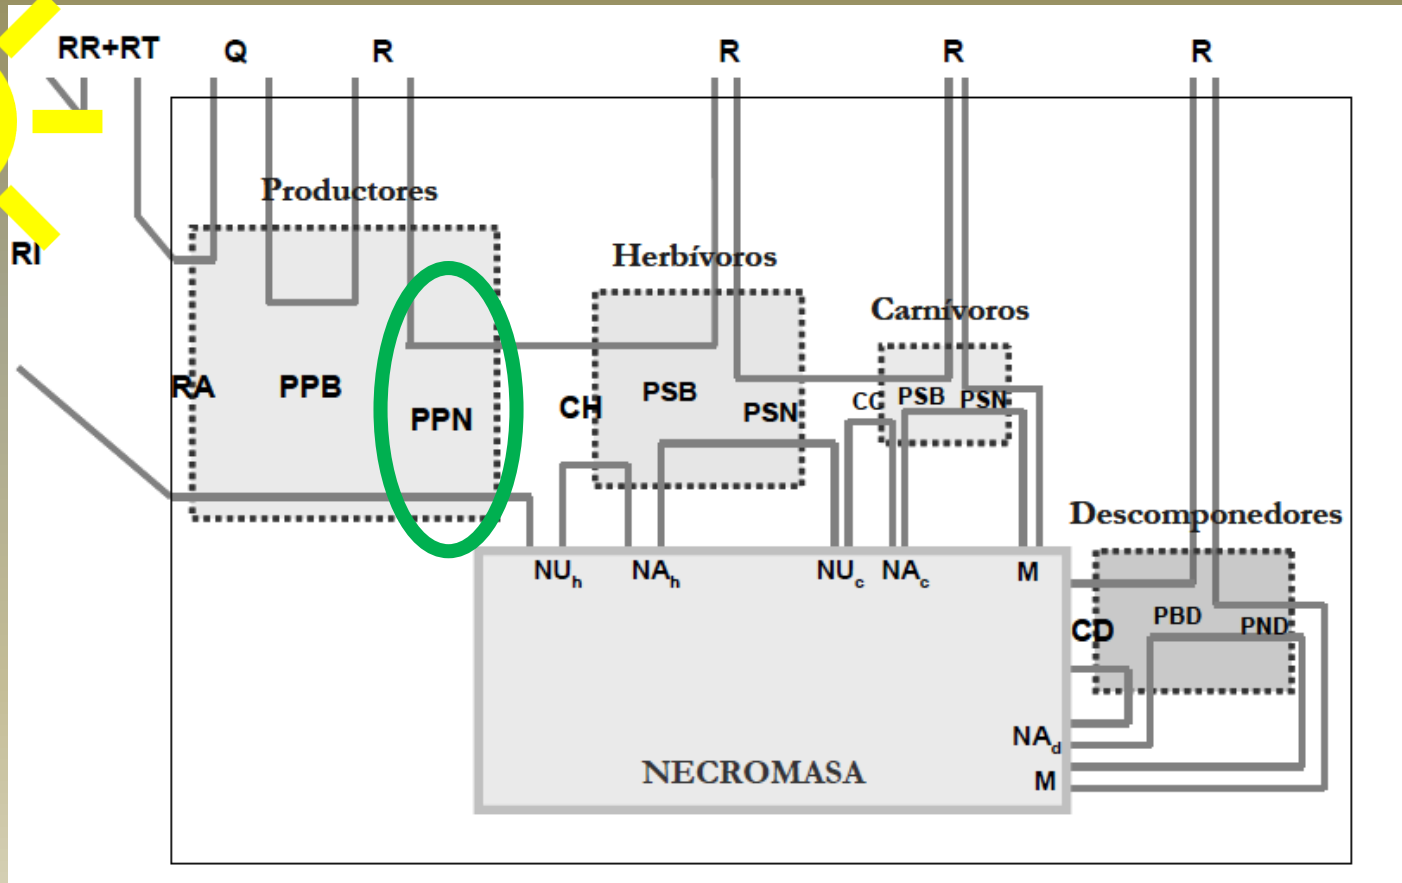 RR+RT Q R R R R
Productores
RI
Herbívoros
Carnívoros
RA PPB PPN
CH PSB PSN
CC PSB PSN
Descomponedores
NUh NAh NUc NAc M
CD PBD PND
NAd
NECROMASA
M